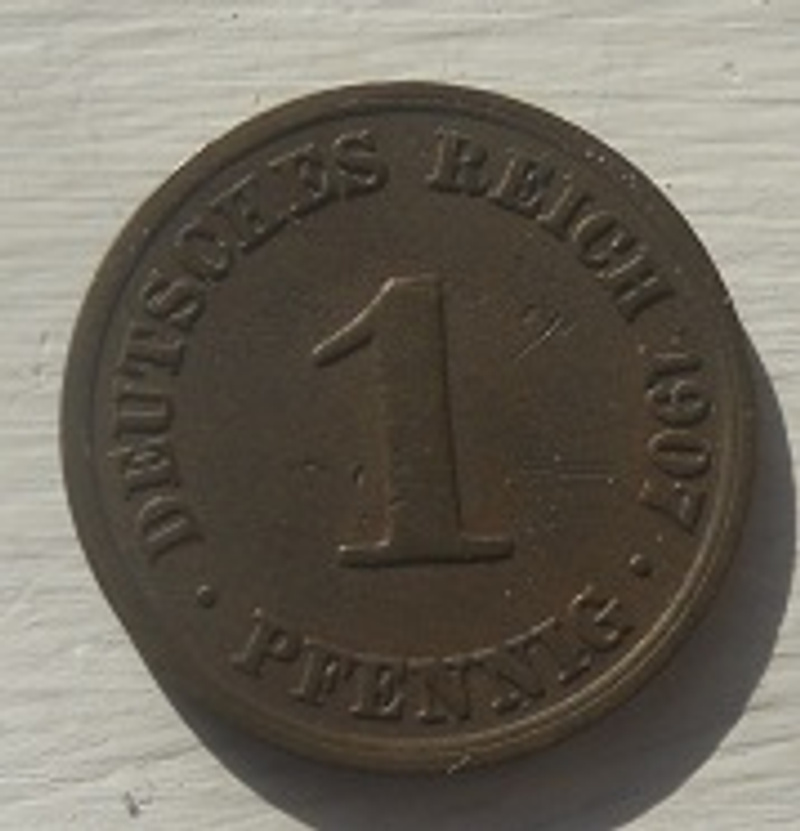 DEUTSCHES REICH 1907
1
· PFENNIG ·